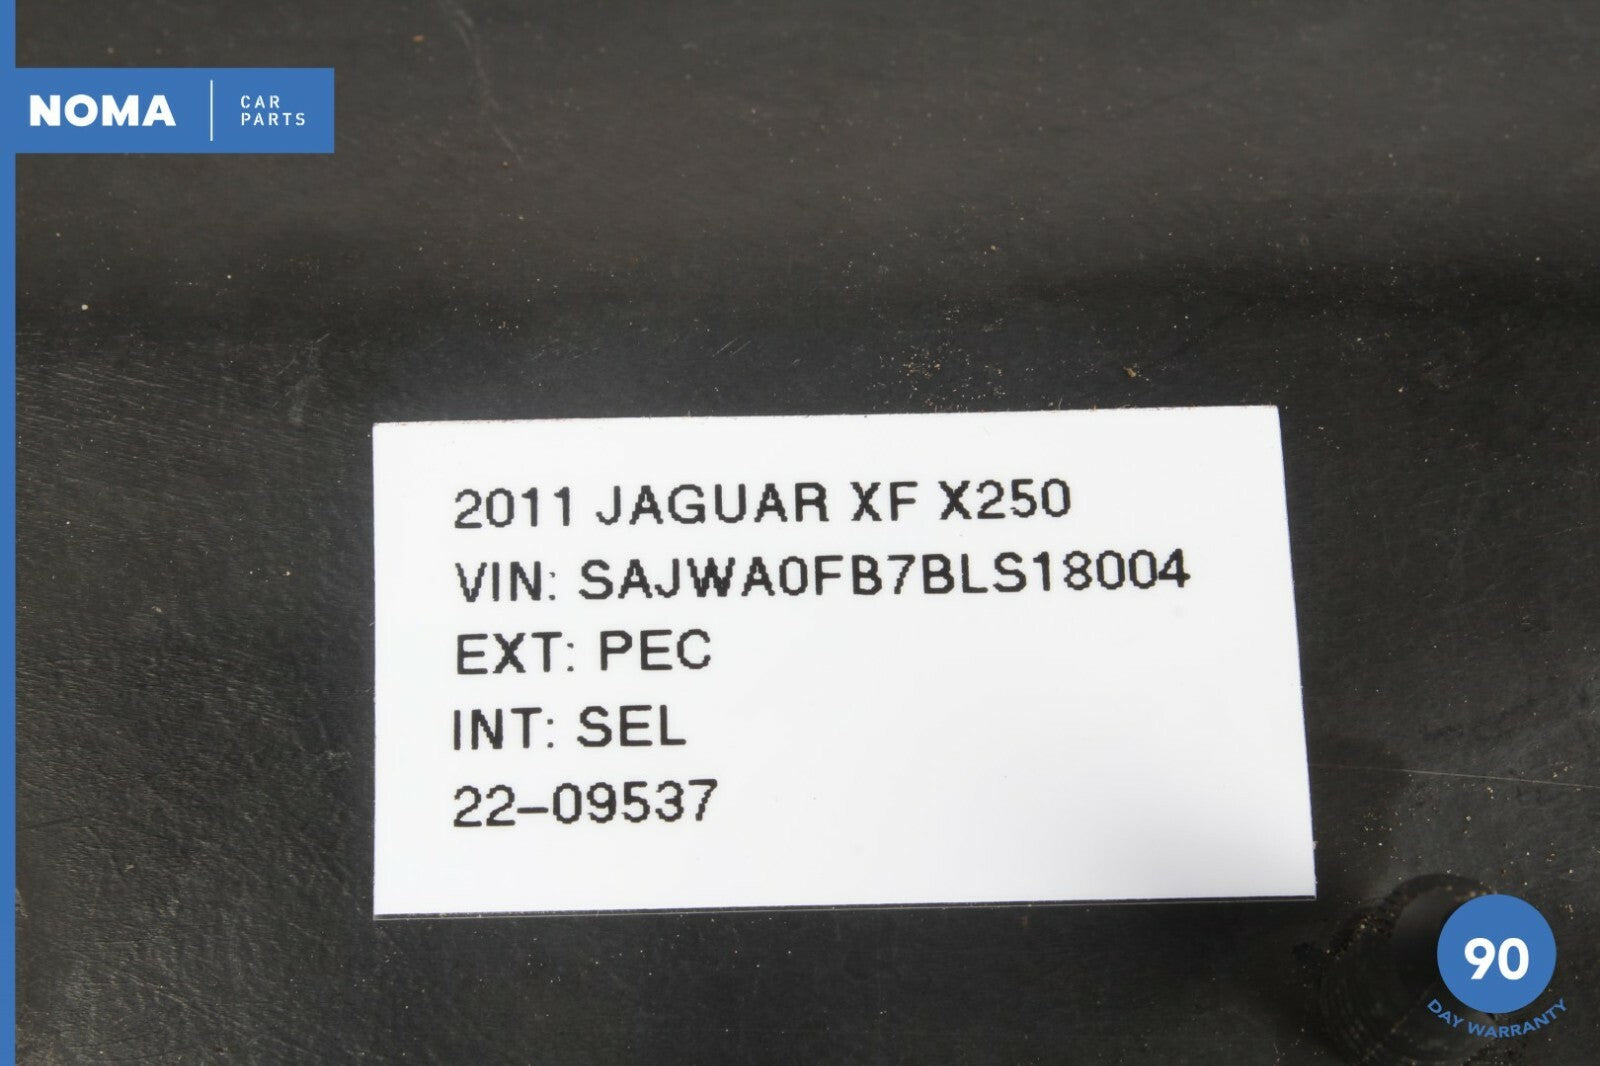 NOMA
CAR
PARTS
2011 JAGUAR XF X250
VIN: SAJWA0FB7BLS18004
EXT: PEC
INT: SEL
22-09537
90
DAY WARRANTY